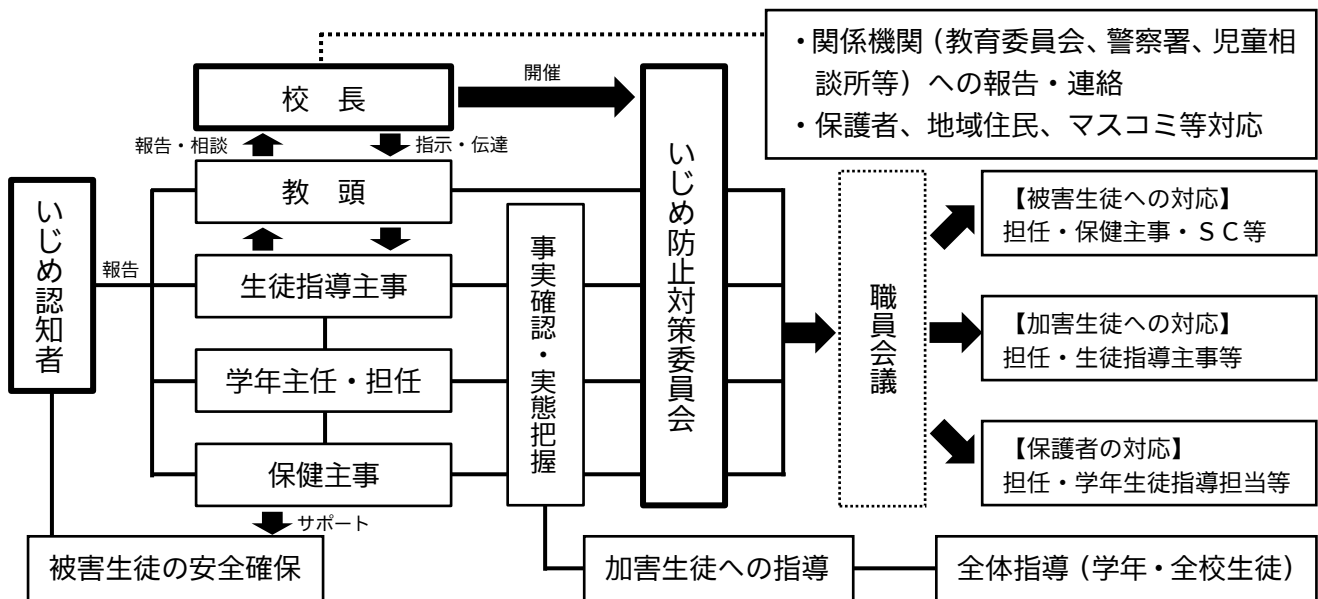 ・関係機関（教育委員会、警察署、児童相
談所等）への報告・連絡
・保護者、地域住民、マスコミ等対応
校　長
開催
報告・相談
指示・伝達
教　頭
いじめ認知者
報告
生徒指導主事
学年主任・担任
保健主事
サポート
事実確認・実態把握
いじめ防止対策委員会
職員会議
【被害生徒への対応】
担任・保健主事・ＳＣ等
【加害生徒への対応】
担任・生徒指導主事等
【保護者の対応】
担任・学年生徒指導担当等
被害生徒の安全確保
加害生徒への指導
全体指導（学年・全校生徒）